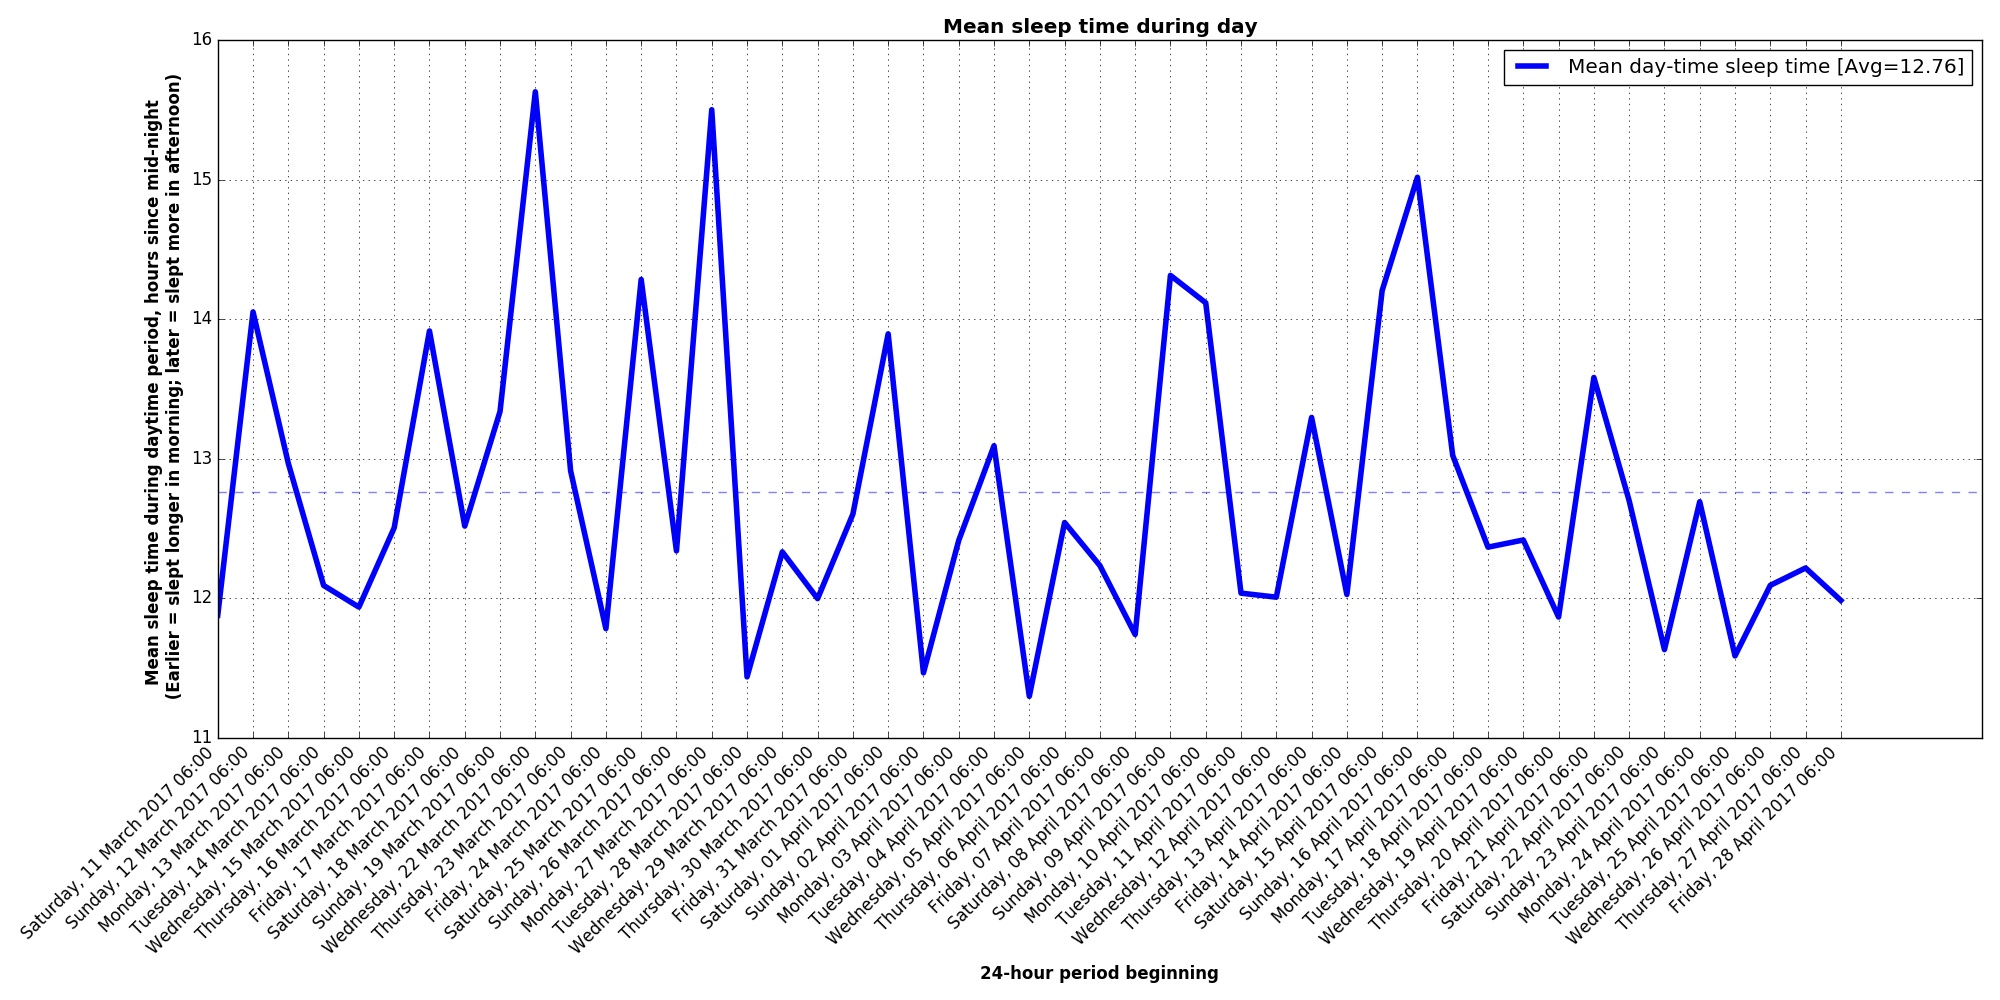 Mean sleep time during day
Mean day-time sleep time [Avg=12.76]
Mean sleep time during daytime period, hours since mid-night
(Earlier = slept longer in morning; later = slept more in afternoon)
16
15
14
13
12
11
Saturday, 11 March 2017 06:00
Sunday, 12 March 2017 06:00
Monday, 13 March 2017 06:00
Tuesday, 14 March 2017 06:00
Wednesday, 15 March 2017 06:00
Thursday, 16 March 2017 06:00
Friday, 17 March 2017 06:00
Saturday, 18 March 2017 06:00
Sunday, 19 March 2017 06:00
Wednesday, 22 March 2017 06:00
Thursday, 23 March 2017 06:00
Friday, 24 March 2017 06:00
Saturday, 25 March 2017 06:00
Sunday, 26 March 2017 06:00
Monday, 27 March 2017 06:00
Tuesday, 28 March 2017 06:00
Wednesday, 29 March 2017 06:00
Thursday, 30 March 2017 06:00
Friday, 31 March 2017 06:00
Saturday, 01 April 2017 06:00
Sunday, 02 April 2017 06:00
Monday, 03 April 2017 06:00
Tuesday, 04 April 2017 06:00
Wednesday, 05 April 2017 06:00
Thursday, 06 April 2017 06:00
Friday, 07 April 2017 06:00
Saturday, 08 April 2017 06:00
Sunday, 09 April 2017 06:00
Monday, 10 April 2017 06:00
Tuesday, 11 April 2017 06:00
Wednesday, 12 April 2017 06:00
Thursday, 13 April 2017 06:00
Friday, 14 April 2017 06:00
Saturday, 15 April 2017 06:00
Sunday, 16 April 2017 06:00
Monday, 17 April 2017 06:00
Tuesday, 18 April 2017 06:00
Wednesday, 19 April 2017 06:00
Thursday, 20 April 2017 06:00
Friday, 21 April 2017 06:00
Saturday, 22 April 2017 06:00
Sunday, 23 April 2017 06:00
Monday, 24 April 2017 06:00
Tuesday, 25 April 2017 06:00
Wednesday, 26 April 2017 06:00
Thursday, 27 April 2017 06:00
Friday, 28 April 2017 06:00
24-hour period beginning